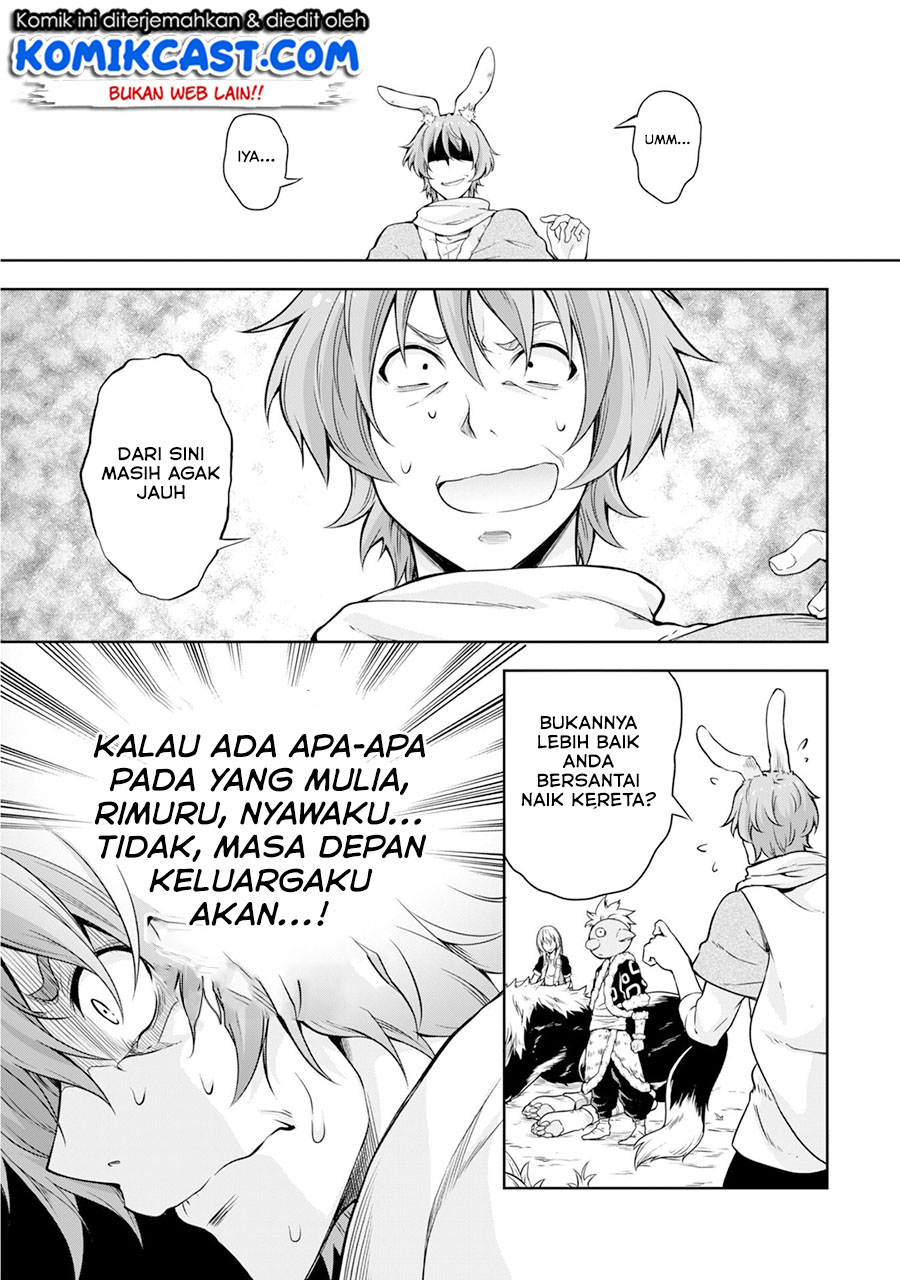 Komik ini diterjemahkan & diedit oleh
KOMIKCAST.COM
BUKAN WEB LAIN!!
UMM...
IYA...
DARI SINI
MASIH AGAK
JAUH
BUKANNYA
LEBIH BAIK
ANDA
BERSANTAI
NAIK KERETA?
KALAU ADA APA-APA
PADA YANG MULIA,
RIMURU, NYAWAKU...
TIDAK, MASA DEPAN
KELUARGAKU
AKAN...!